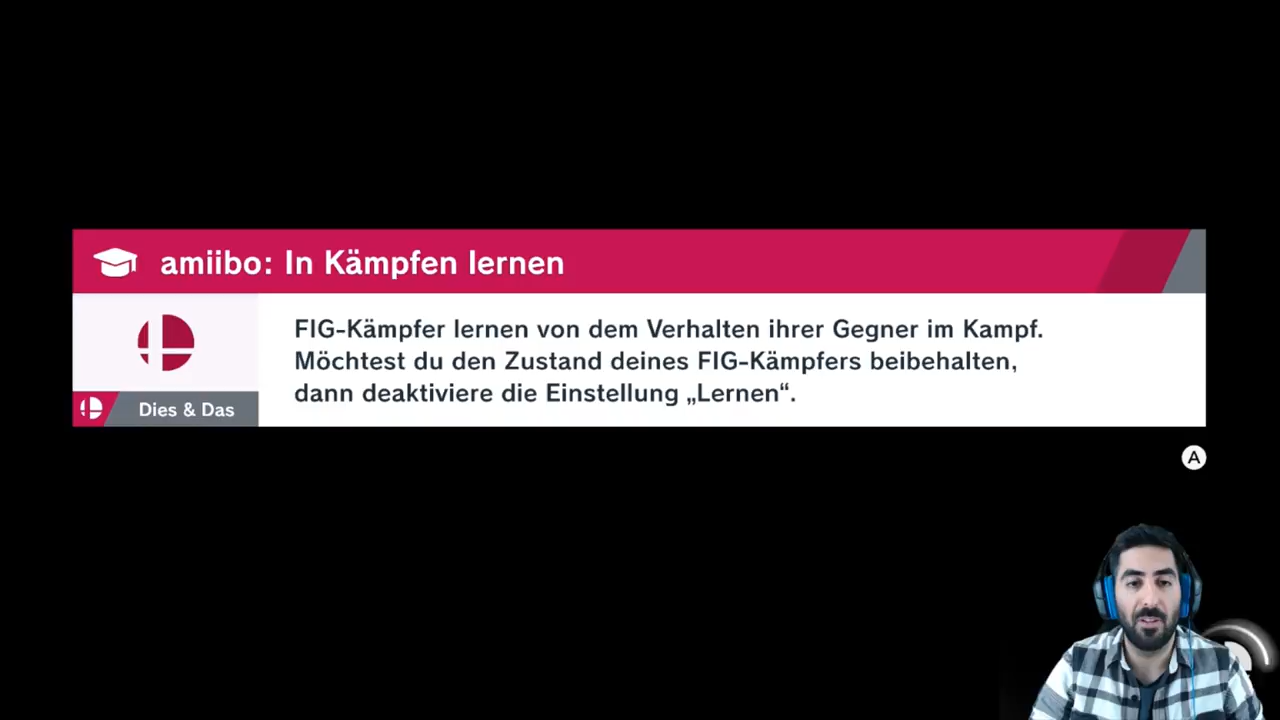 amiibo: In Kämpfen lernen
FIG-Kämpfer lernen von dem Verhalten ihrer Gegner im Kampf.
Möchtest du den Zustand deines FIG-Kämpfers beibehalten,
dann deaktiviere die Einstellung „Lernen“.
Dies & Das
A